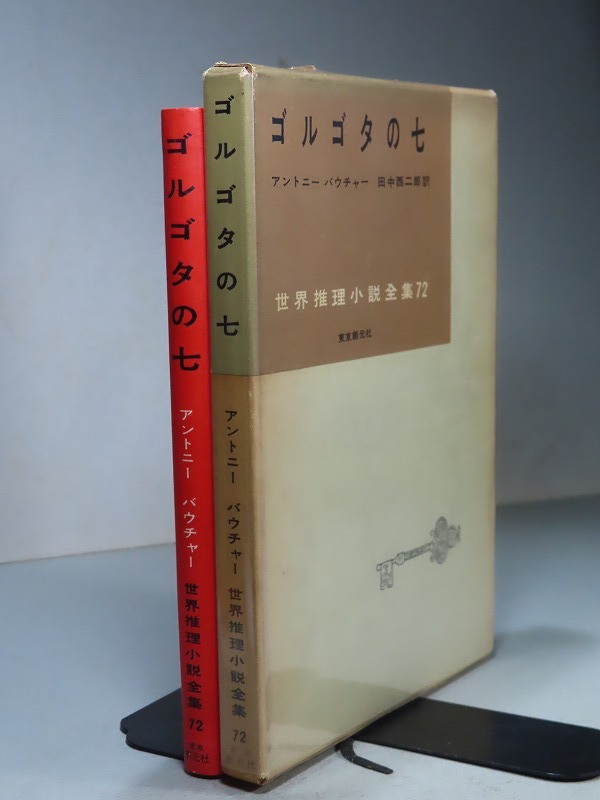 ゴルゴタの七
アントニー バウチャー
世界推理小説全集
72
ゴルゴタの七
アントニー バウチャー
世界推理小説全集
72
ゴルゴタの七
アントニー バウチャー 田中西二郎訳
世界推理小説全集72
東京創元社